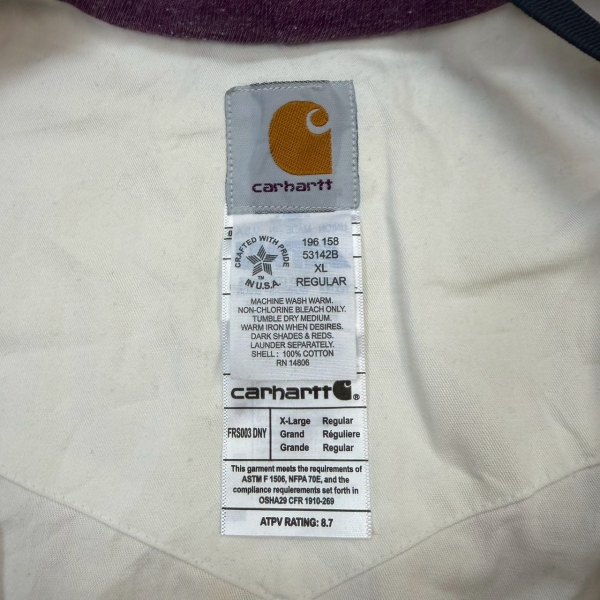 carhartt
CRAFTED WITH PRIDE
IN U.S.A.
TM
196 158
53142B
XL
REGULAR
MACHINE WASH WARM.
NON-CHLORINE BLEACH ONLY.
TUMBLE DRY MEDIUM.
WARM IRON WHEN DESIRES.
DARK SHADES & REDS.
LAUNDER SEPARATELY.
SHELL : 100% COTTON
RN 14806
carhartt ®
FRS003 DNY
X-Large Regular
Grand Réguliere
Grande Regular
This garment meets the requirements of
ASTM F 1506, NFPA 70E, and the
compliance requierements set forth in
OSHA29 CFR 1910-269
ATPV RATING: 8.7